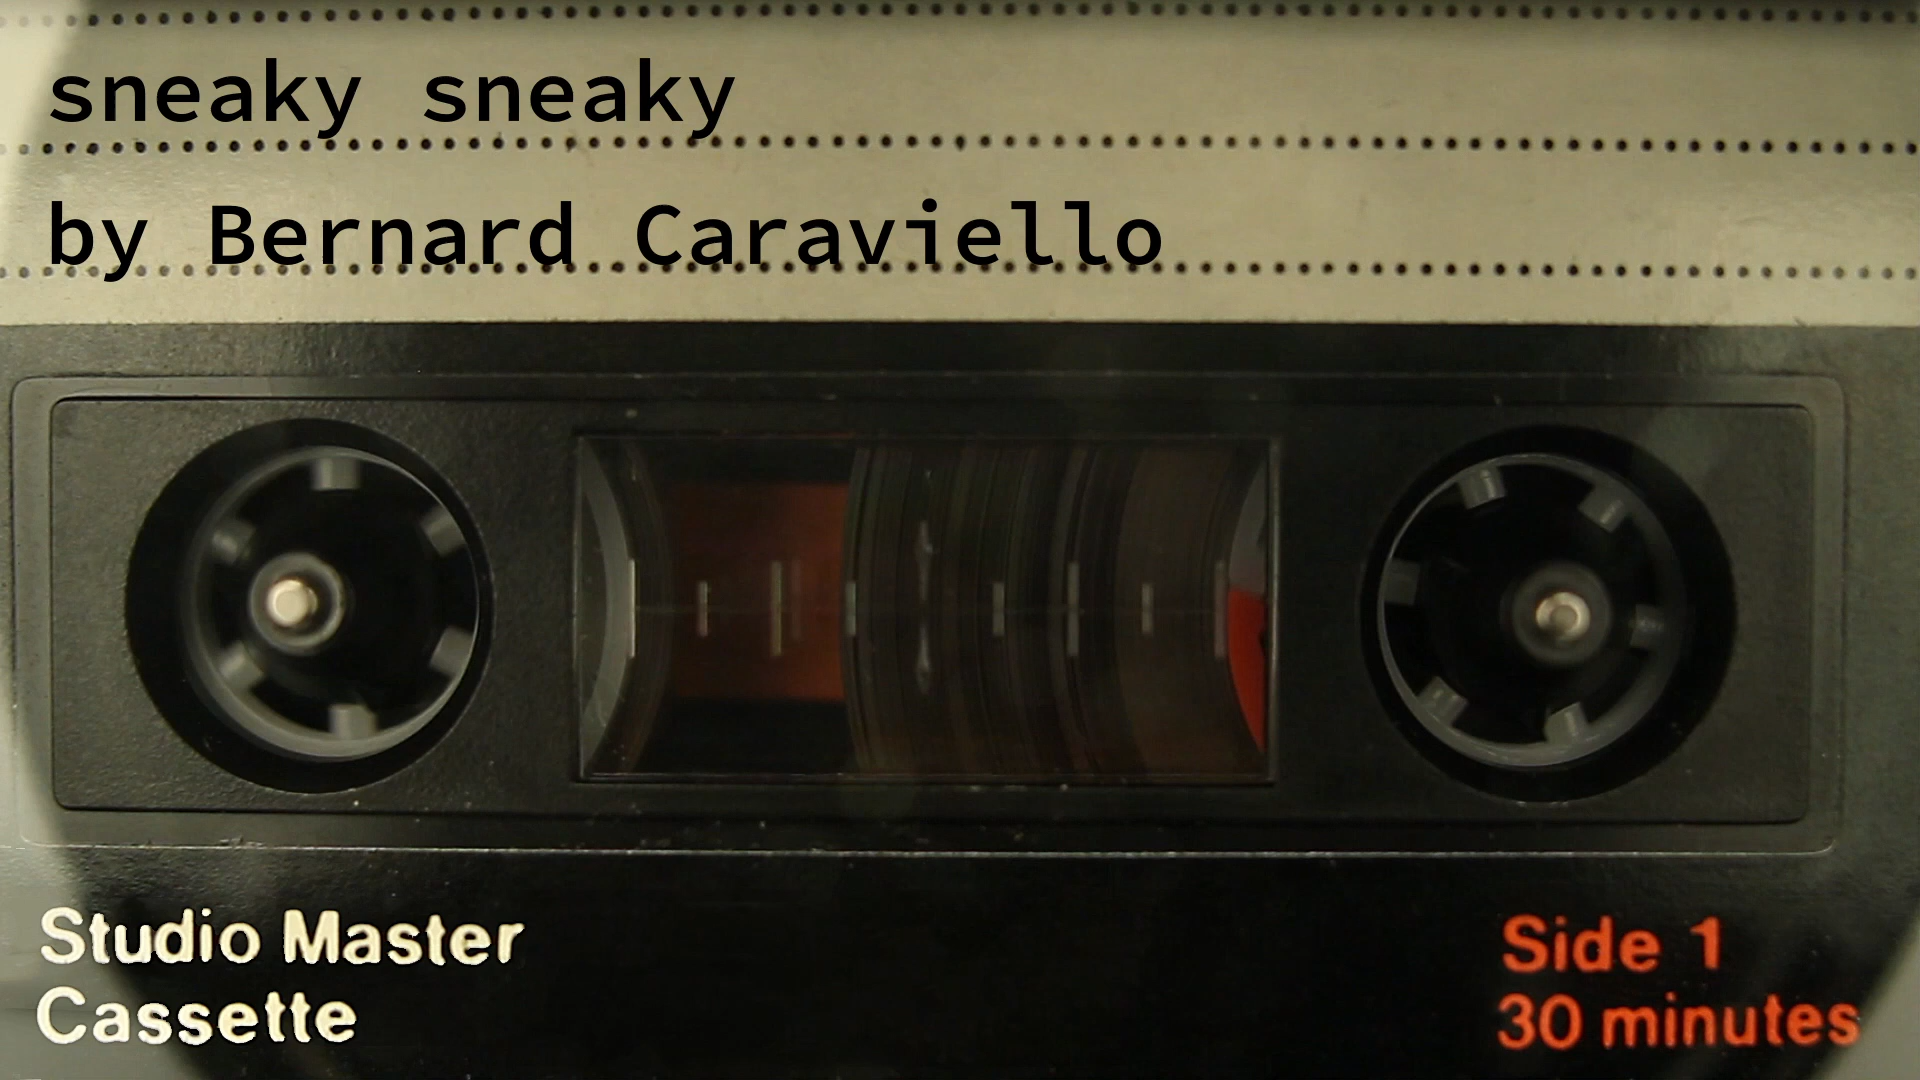 sneaky sneaky
by Bernard Caraviello
Studio Master
Cassette
Side 1
30 minutes